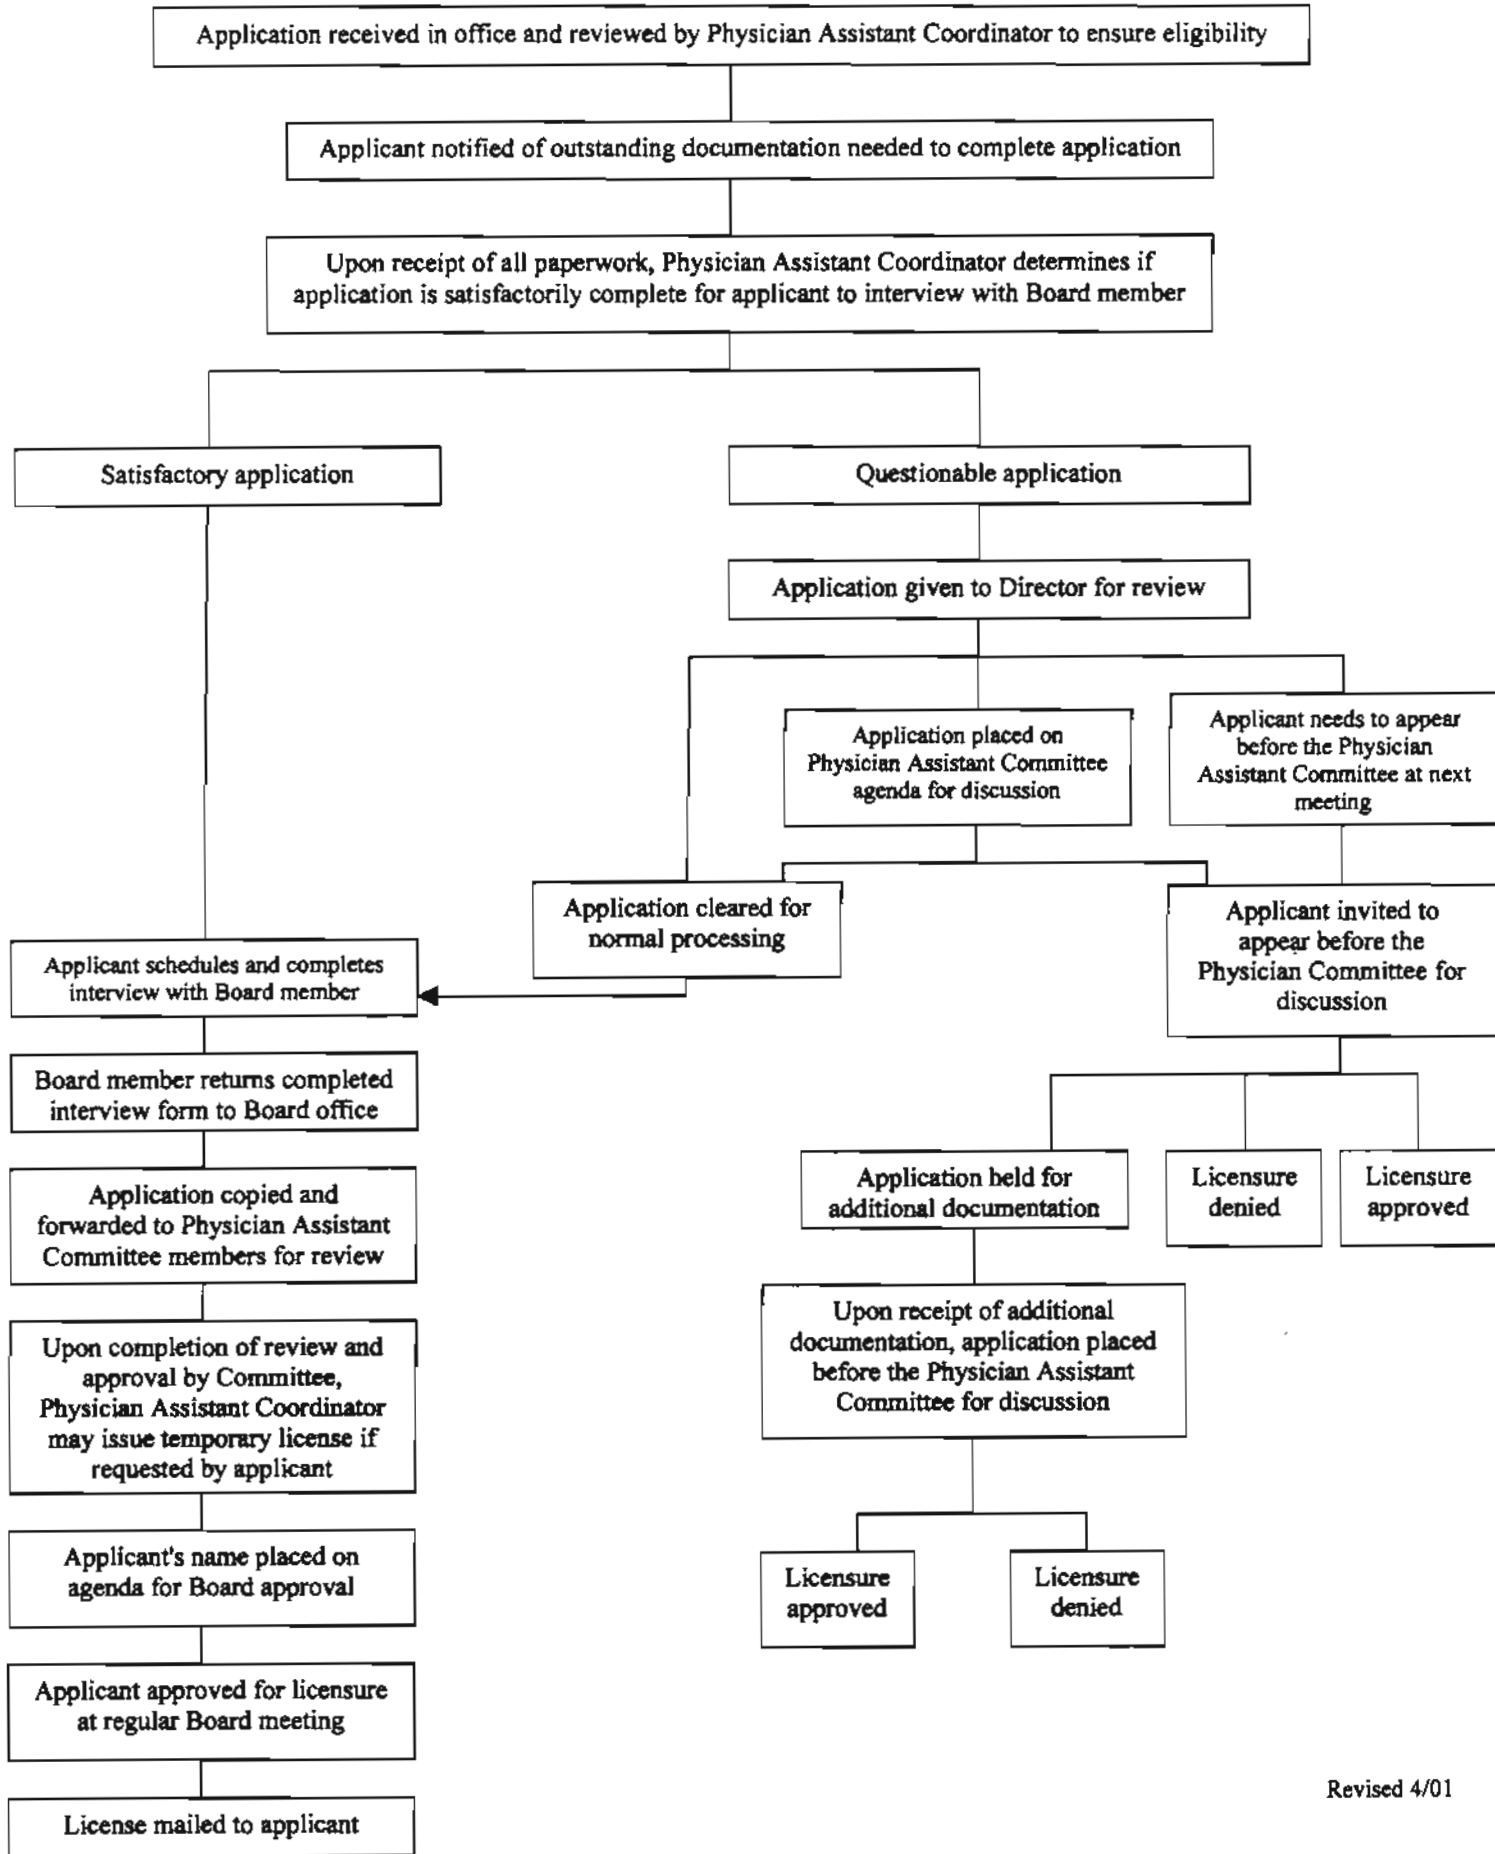 Application received in office and reviewed by Physician Assistant Coordinator to ensure eligibility
Applicant notified of outstanding documentation needed to complete application
Upon receipt of all paperwork, Physician Assistant Coordinator determines if
application is satisfactorily complete for applicant to interview with Board member
Satisfactory application
Questionable application
Application given to Director for review
Application placed on
Physician Assistant Committee
agenda for discussion
Applicant needs to appear
before the Physician
Assistant Committee at next
meeting
Application cleared for
normal processing
Applicant invited to
appear before the
Physician Committee for
discussion
Applicant schedules and completes
interview with Board member
Board member returns completed
interview form to Board office
Application copied and
forwarded to Physician Assistant
Committee members for review
Upon completion of review and
approval by Committee,
Physician Assistant Coordinator
may issue temporary license if
requested by applicant
Applicant's name placed on
agenda for Board approval
Applicant approved for licensure
at regular Board meeting
License mailed to applicant
Application held for
additional documentation
Licensure
denied
Licensure
approved
Upon receipt of additional
documentation, application placed
before the Physician Assistant
Committee for discussion
Licensure
approved
Licensure
denied
Revised 4/01